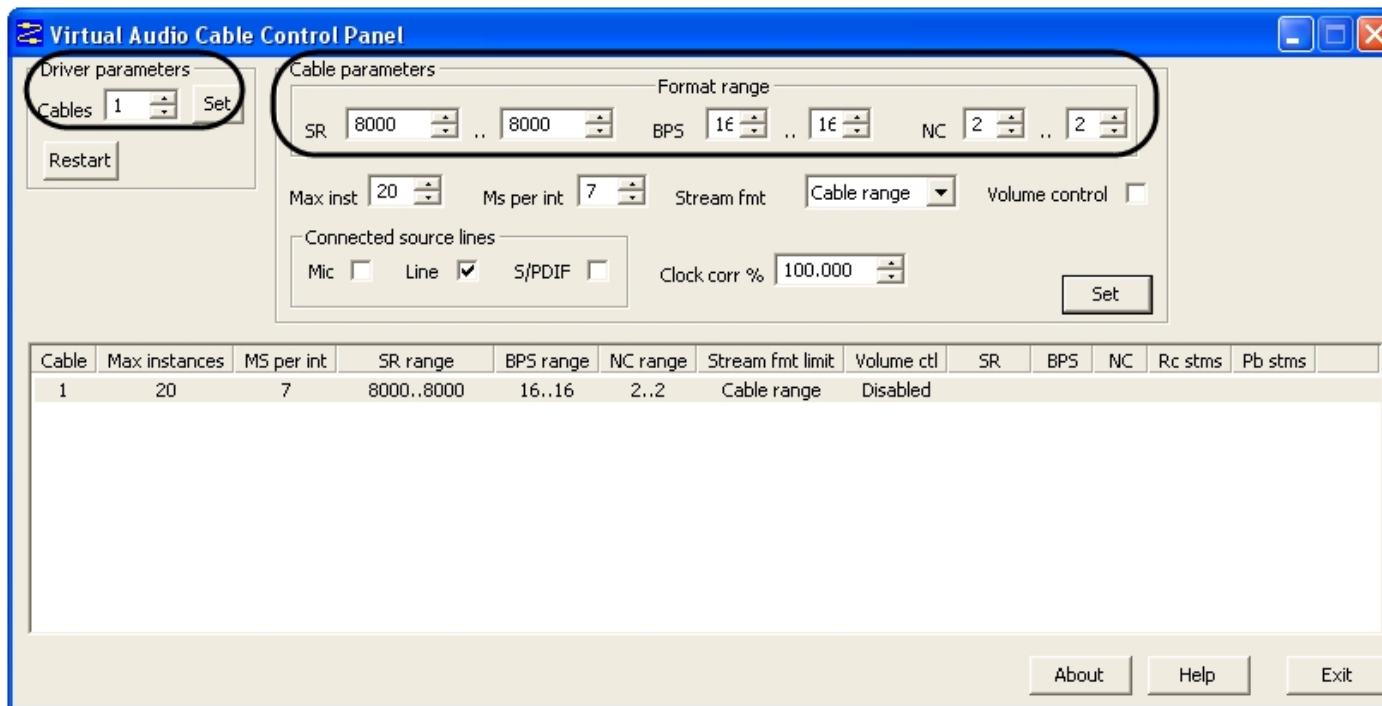 Virtual Audio Cable Control Panel
Driver parameters
Cables 1 Set
Restart
Cable parameters
Format range
SR 8000 .. 8000 BPS 16 .. 16 NC 2 .. 2
Max inst 20 Ms per int 7 Stream fmt Cable range Volume control
Connected source lines
Mic Line S/PDIF Clock corr % 100.000
Set
Cable Max instances MS per int SR range BPS range NC range Stream fmt limit Volume ctl SR BPS NC Rc stms Pb stms
1 20 7 8000..8000 16..16 2..2 Cable range Disabled
About Help Exit